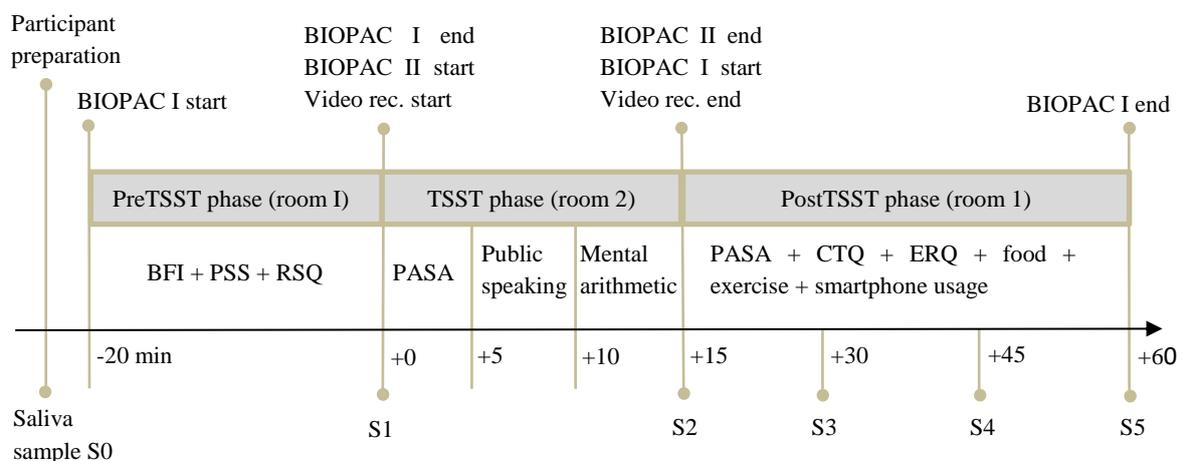 Participant
preparation
BIOPAC I start
BIOPAC I end
BIOPAC II start
Video rec. start
BIOPAC II end
BIOPAC I start
Video rec. end
BIOPAC I end
PreTSST phase (room I)
TSST phase (room 2)
PostTSST phase (room 1)
BFI + PSS + RSQ
PASA
Public
speaking
Mental
arithmetic
PASA + CTQ + ERQ + food +
exercise + smartphone usage
-20 min
+0
+5
+10
+15
+30
+45
+60
Saliva
sample S0
S1
S2
S3
S4
S5